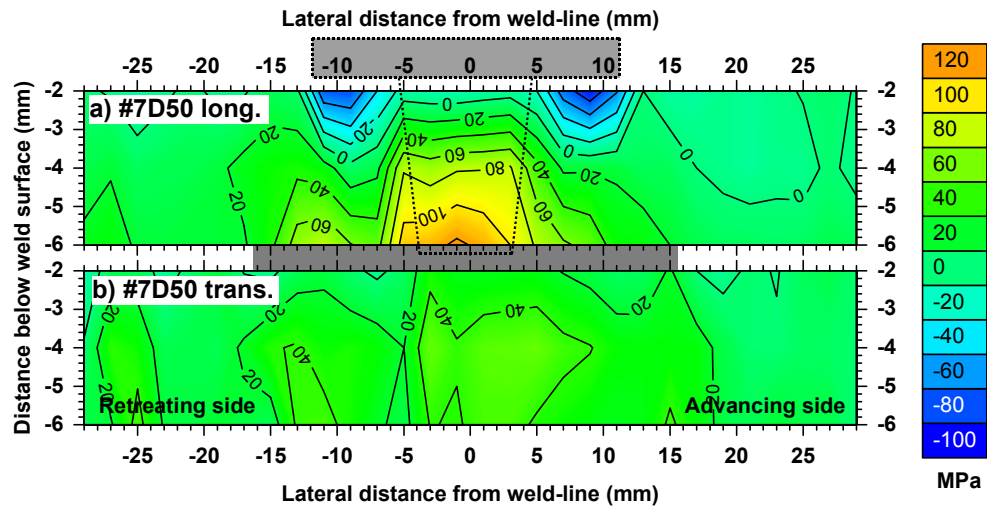 Lateral distance from weld-line (mm)
-25 -20 -15 -10 -5 0 5 10 15 20 25
a) #7D50 long.
-2 -3 -4 -5 -6
-2 -3 -4 -5 -6
20 20 40 60 0 -20 0 20 40 60 80 100 60 40 20 0 0 0
Distance below weld surface (mm)
b) #7D50 trans.
-2 -3 -4 -5 -6
-2 -3 -4 -5 -6
20 20 20 40 20 40 40 20 20
Retreating side
Advancing side
-25 -20 -15 -10 -5 0 5 10 15 20 25
Lateral distance from weld-line (mm)
120
100
80
60
40
20
0
-20
-40
-60
-80
-100
MPa